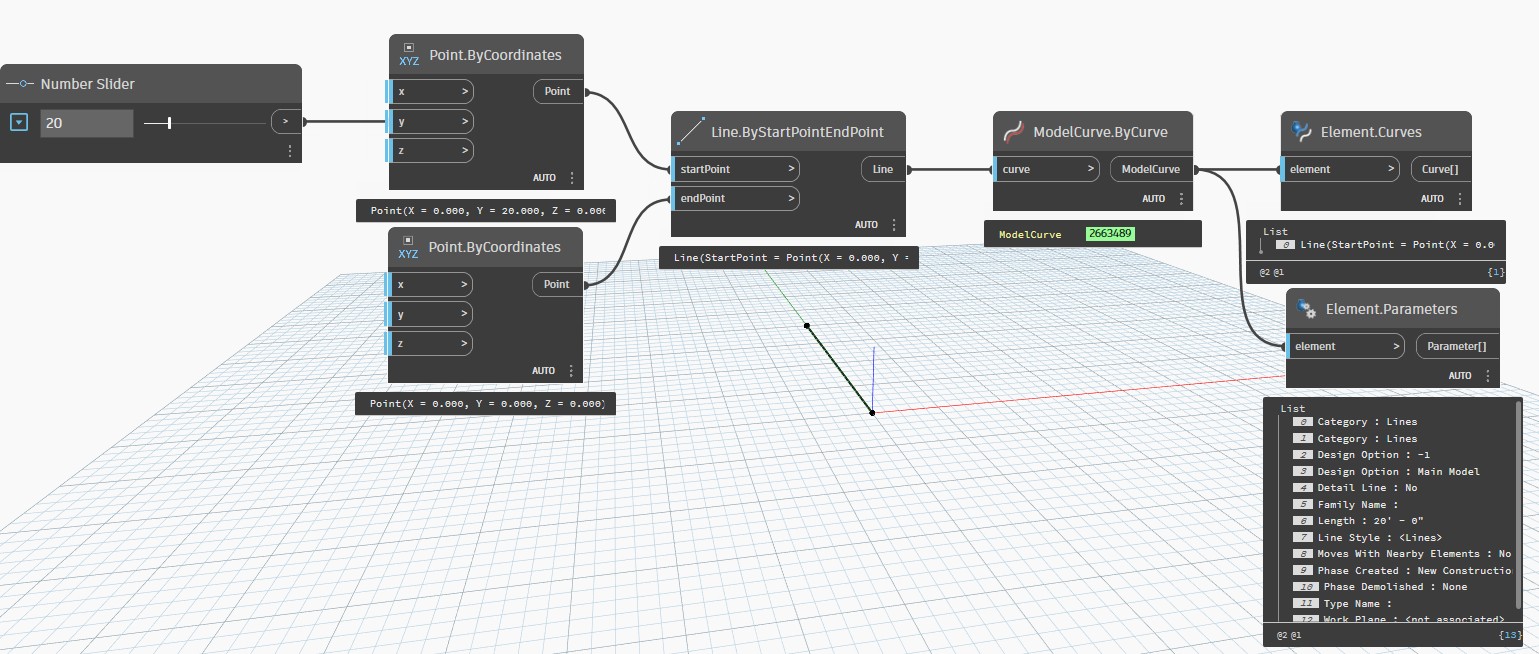 Number Slider
20
>
XYZ
Point.ByCoordinates
x >
Point
y >
z >
AUTO
Point(X = 0.000, Y = 20.000, Z = 0.000
XYZ
Point.ByCoordinates
x >
Point
y >
z >
AUTO
Point(X = 0.000, Y = 0.000, Z = 0.000)
Line.ByStartPointEndPoint
startPoint >
Line
endPoint >
AUTO
Line(StartPoint = Point(X = 0.000, Y =
ModelCurve.ByCurve
curve >
ModelCurve
AUTO
ModelCurve 2663489
Element.Curves
element >
Curve[]
AUTO
List
0 Line(StartPoint = Point(X = 0.0
@2 @1 {1}
Element.Parameters
element >
Parameter[]
AUTO
List
0 Category : Lines
1 Category : Lines
2 Design Option : -1
3 Design Option : Main Model
4 Detail Line : No
5 Family Name :
6 Length : 20' - 0"
7 Line Style : <Lines>
8 Moves With Nearby Elements : No
9 Phase Created : New Constructio
10 Phase Demolished : None
11 Type Name :
12 Work Plane : <not associated>
@2 @1 {13}